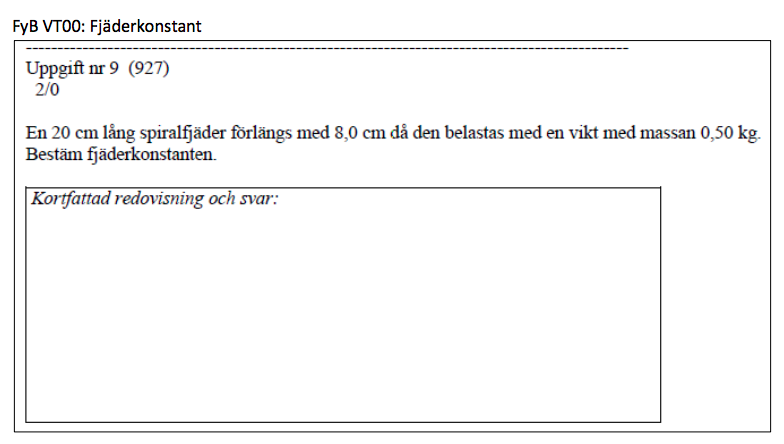 FyB VT00: Fjäderkonstant
--------------------------------------------------------------------------------------------
Uppgift nr 9 (927)
2/0
En 20 cm lång spiralfjäder förlängs med 8,0 cm då den belastas med en vikt med massan 0,50 kg.
Bestäm fjäderkonstanten.
Kortfattad redovisning och svar: